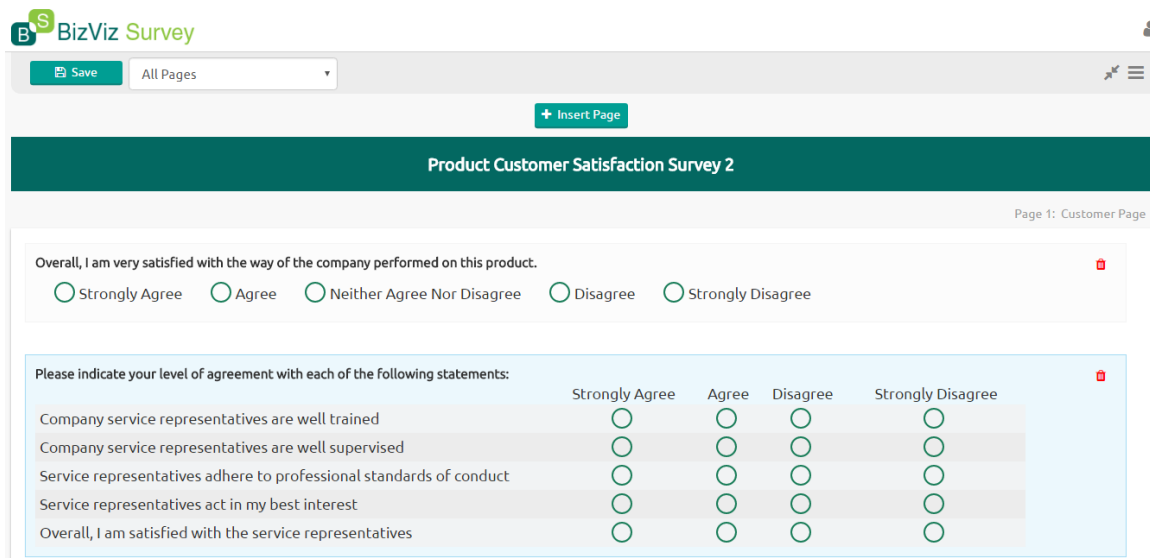 BS BizViz Survey
Save All Pages
+ Insert Page
Product Customer Satisfaction Survey 2
Page 1: Customer Page
Overall, I am very satisfied with the way of the company performed on this product.
Strongly Agree Agree Neither Agree Nor Disagree Disagree Strongly Disagree
Please indicate your level of agreement with each of the following statements:
Strongly Agree Agree Disagree Strongly Disagree
Company service representatives are well trained
Company service representatives are well supervised
Service representatives adhere to professional standards of conduct
Service representatives act in my best interest
Overall, I am satisfied with the service representatives